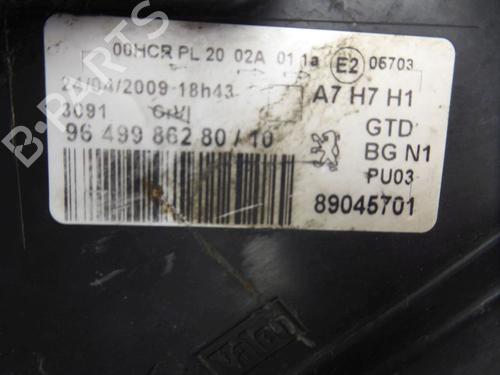 00HCR PL 20 02A 01 1a E2 05703
24/04/2009 18h43 A7 H7 H1
3091
96 499 862 80 / 10 GTD
BG N1
PU03
89045701
Valeo
B-PARTS